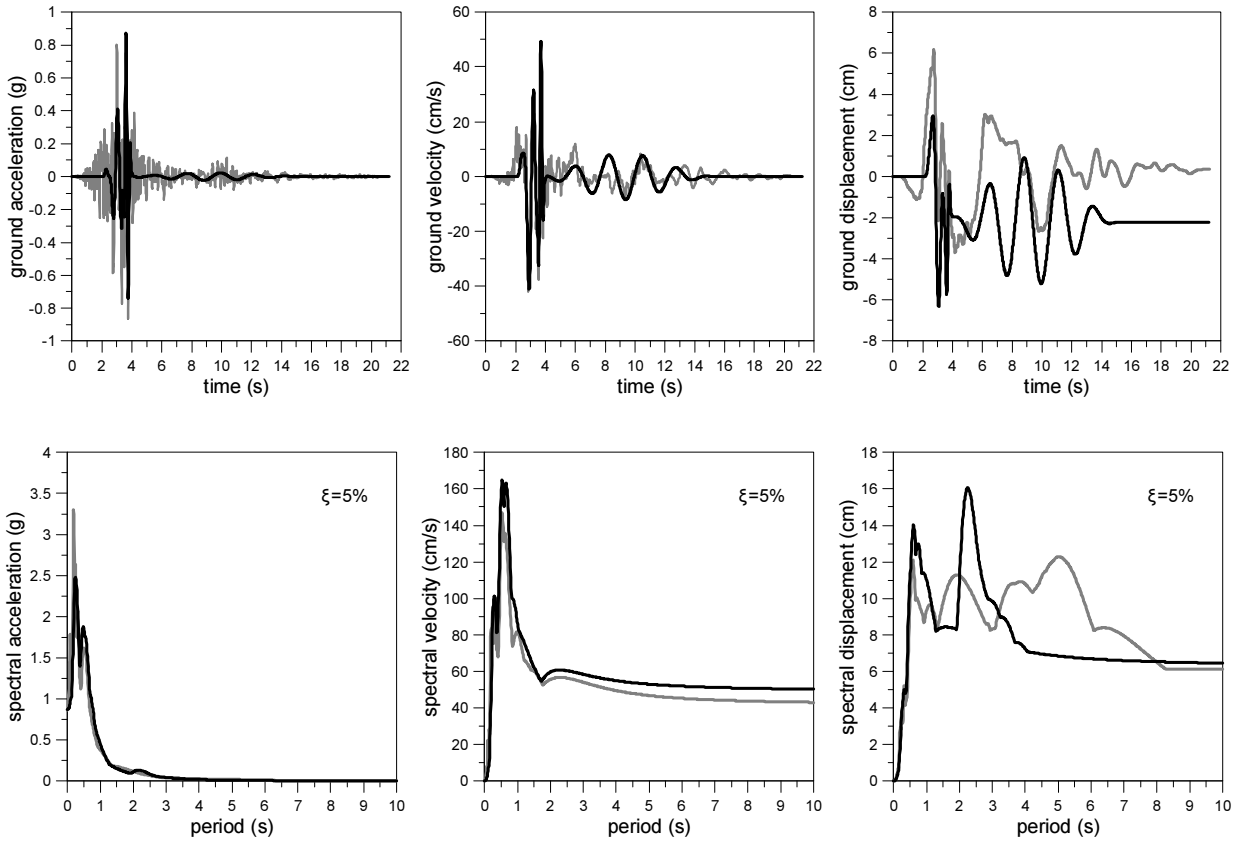 ground acceleration (g)
1
0.8
0.6
0.4
0.2
0
-0.2
-0.4
-0.6
-0.8
-1
0 2 4 6 8 10 12 14 16 18 20 22
time (s)
ground velocity (cm/s)
60
40
20
0
-20
-40
-60
0 2 4 6 8 10 12 14 16 18 20 22
time (s)
ground displacement (cm)
8
6
4
2
0
-2
-4
-6
-8
0 2 4 6 8 10 12 14 16 18 20 22
time (s)
spectral acceleration (g)
4
3.5
3
2.5
2
1.5
1
0.5
0
ξ=5%
0 1 2 3 4 5 6 7 8 9 10
period (s)
spectral velocity (cm/s)
180
160
140
120
100
80
60
40
20
0
ξ=5%
0 1 2 3 4 5 6 7 8 9 10
period (s)
spectral displacement (cm)
18
16
14
12
10
8
6
4
2
0
ξ=5%
0 1 2 3 4 5 6 7 8 9 10
period (s)